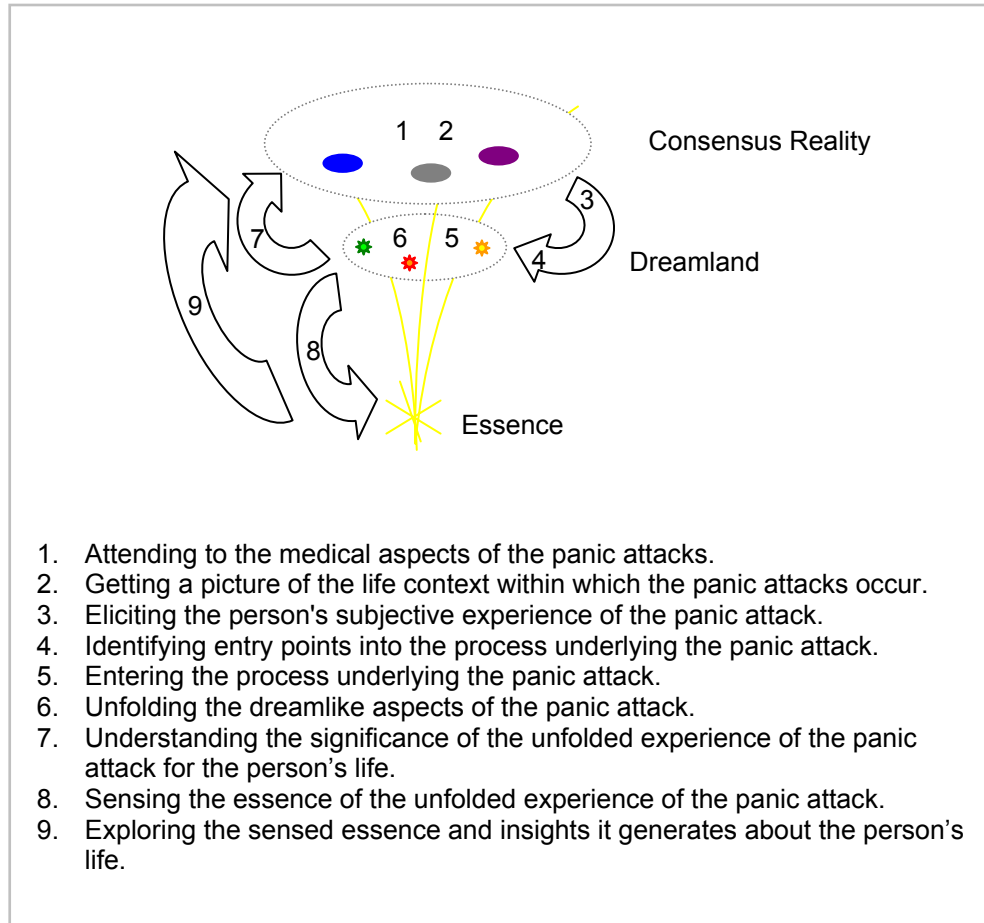 1 2
Consensus Reality
3
7
6 5
4
Dreamland
9
8
Essence
1. Attending to the medical aspects of the panic attacks.
2. Getting a picture of the life context within which the panic attacks occur.
3. Eliciting the person's subjective experience of the panic attack.
4. Identifying entry points into the process underlying the panic attack.
5. Entering the process underlying the panic attack.
6. Unfolding the dreamlike aspects of the panic attack.
7. Understanding the significance of the unfolded experience of the panic
attack for the person’s life.
8. Sensing the essence of the unfolded experience of the panic attack.
9. Exploring the sensed essence and insights it generates about the person’s
life.